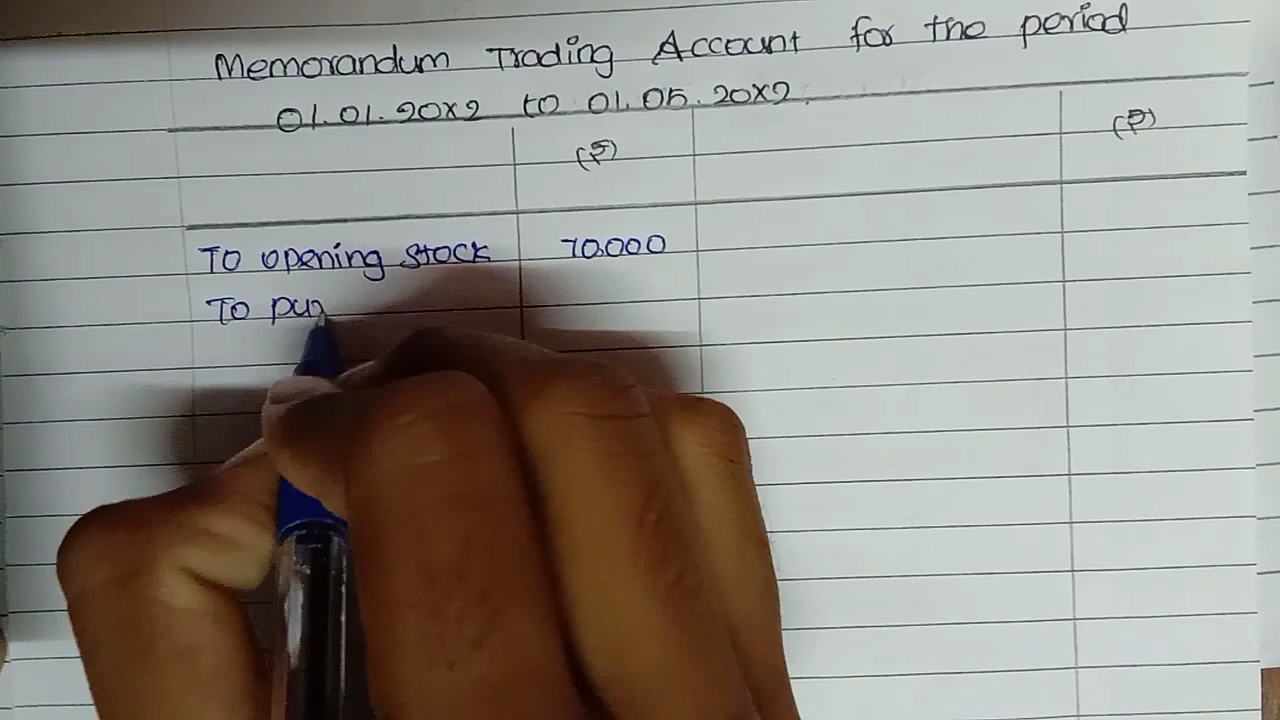 Memorandum Trading Account for the period
01.01.20X2 to 01.05.20X2.
(₹) (₹)
To opening stock 70,000
To pur